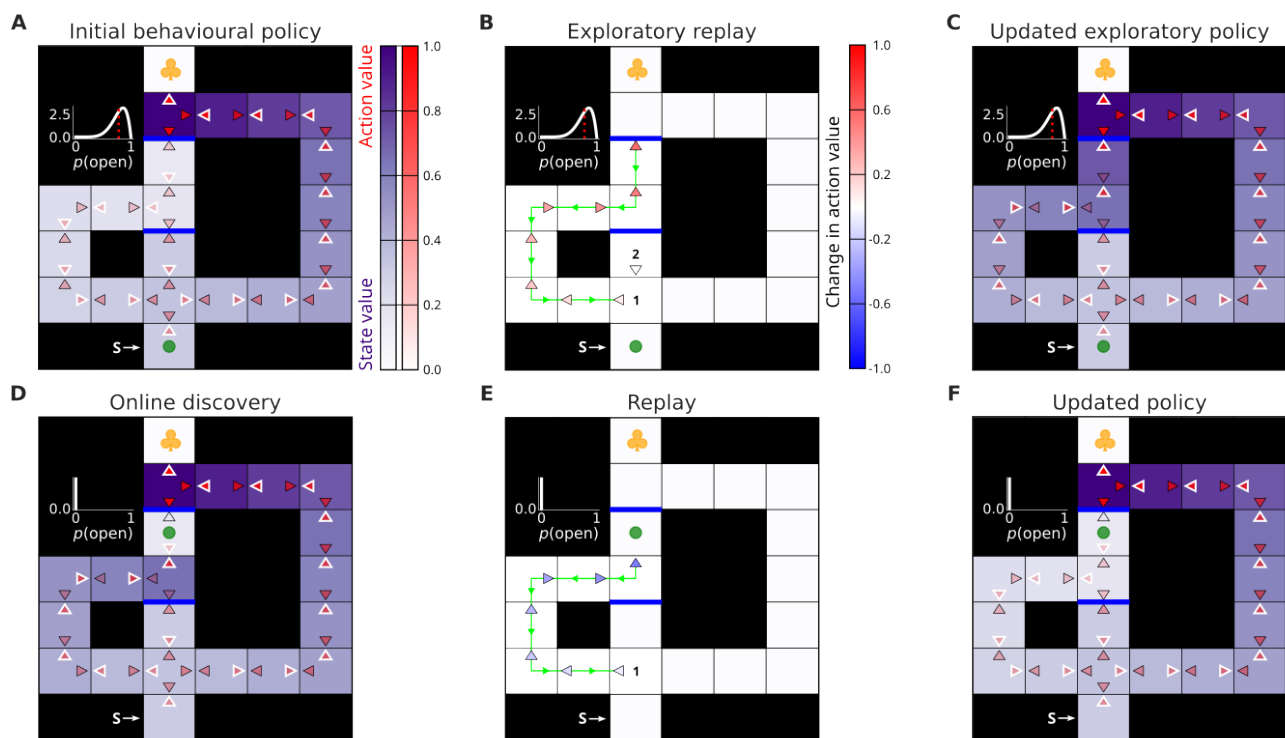 A Initial behavioural policy
2.5
0.0
0 1
p(open)
S→
State value
Action value
1.0
0.8
0.6
0.4
0.2
0.0
B Exploratory replay
2.5
0.0
0 1
p(open)
2
1
S→
Change in action value
1.0
0.6
0.2
-0.2
-0.6
-1.0
C Updated exploratory policy
2.5
0.0
0 1
p(open)
S→
D Online discovery
0.0
0 1
p(open)
S→
E Replay
0.0
0 1
p(open)
1
S→
F Updated policy
0.0
0 1
p(open)
S→